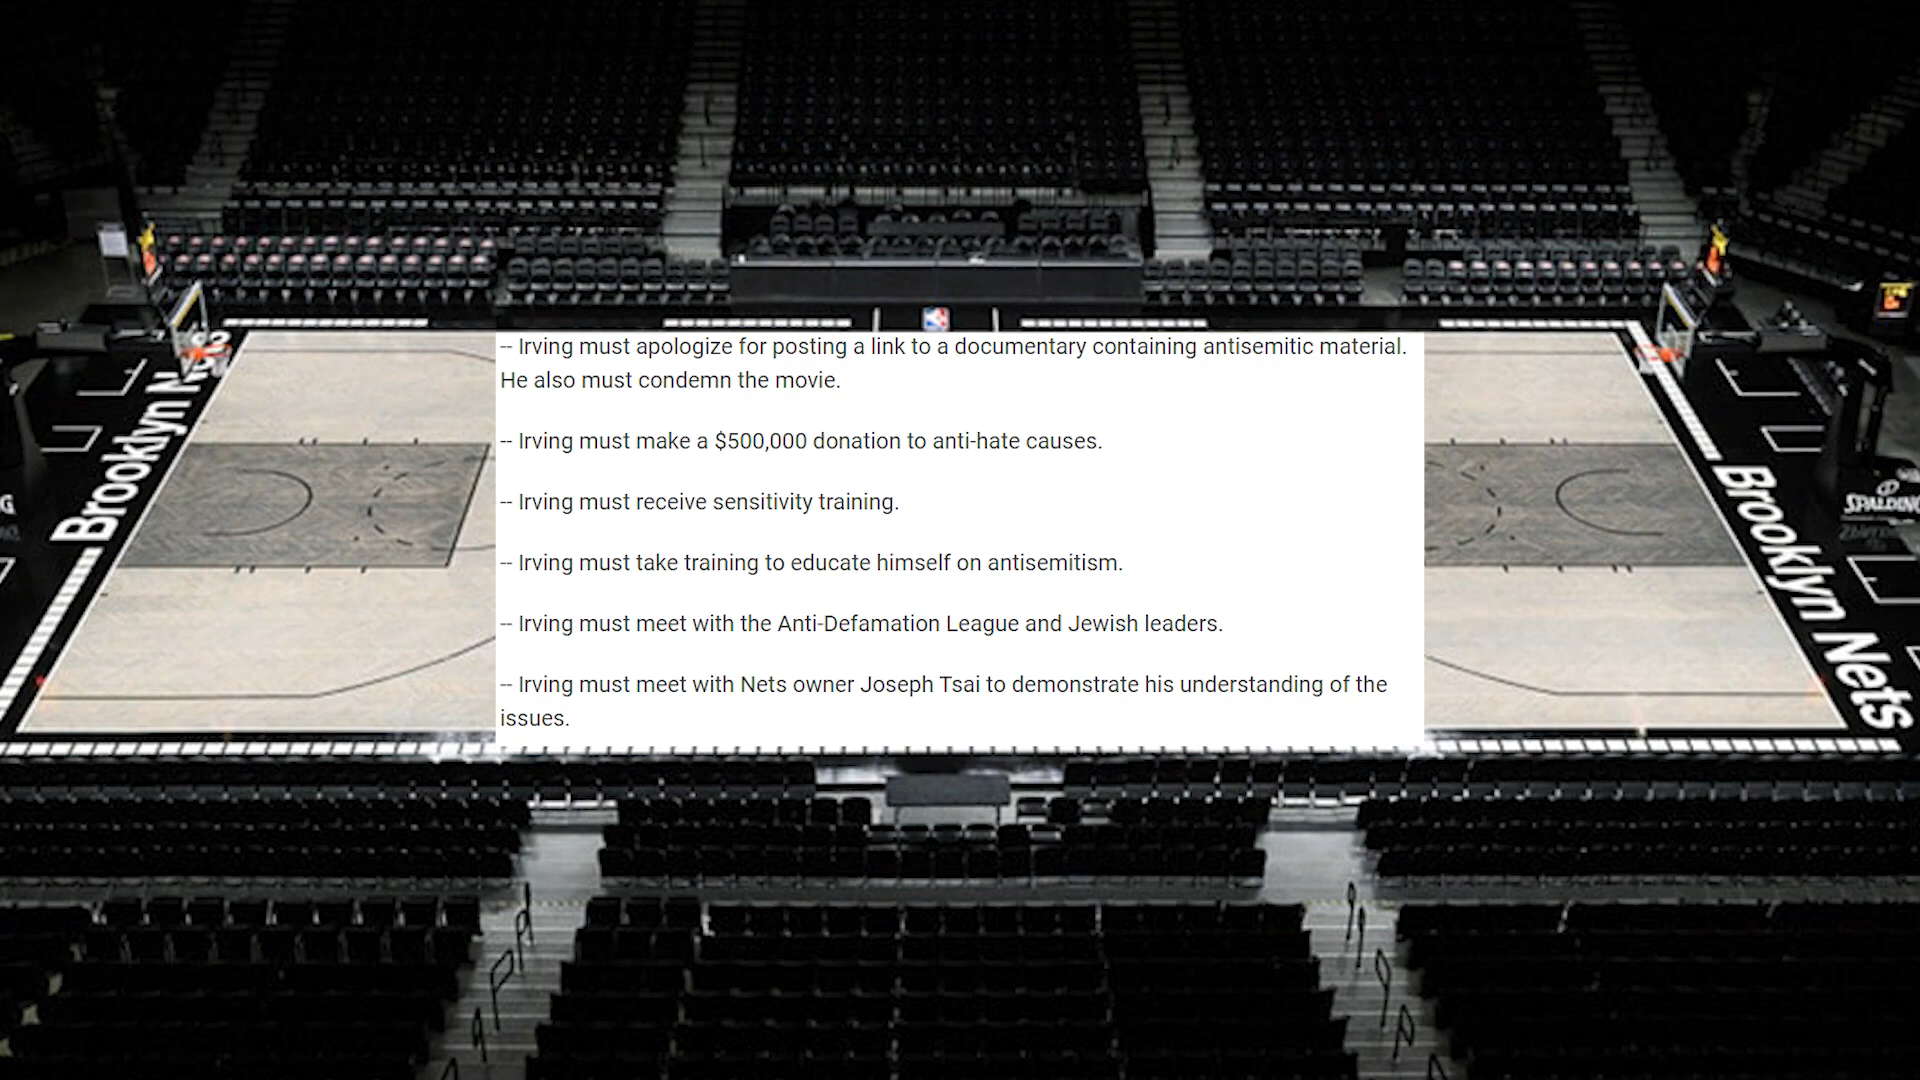 -- Irving must apologize for posting a link to a documentary containing antisemitic material.
He also must condemn the movie.
-- Irving must make a $500,000 donation to anti-hate causes.
-- Irving must receive sensitivity training.
-- Irving must take training to educate himself on antisemitism.
-- Irving must meet with the Anti-Defamation League and Jewish leaders.
-- Irving must meet with Nets owner Joseph Tsai to demonstrate his understanding of the
issues.
Brooklyn
Brooklyn Nets
SPALDING